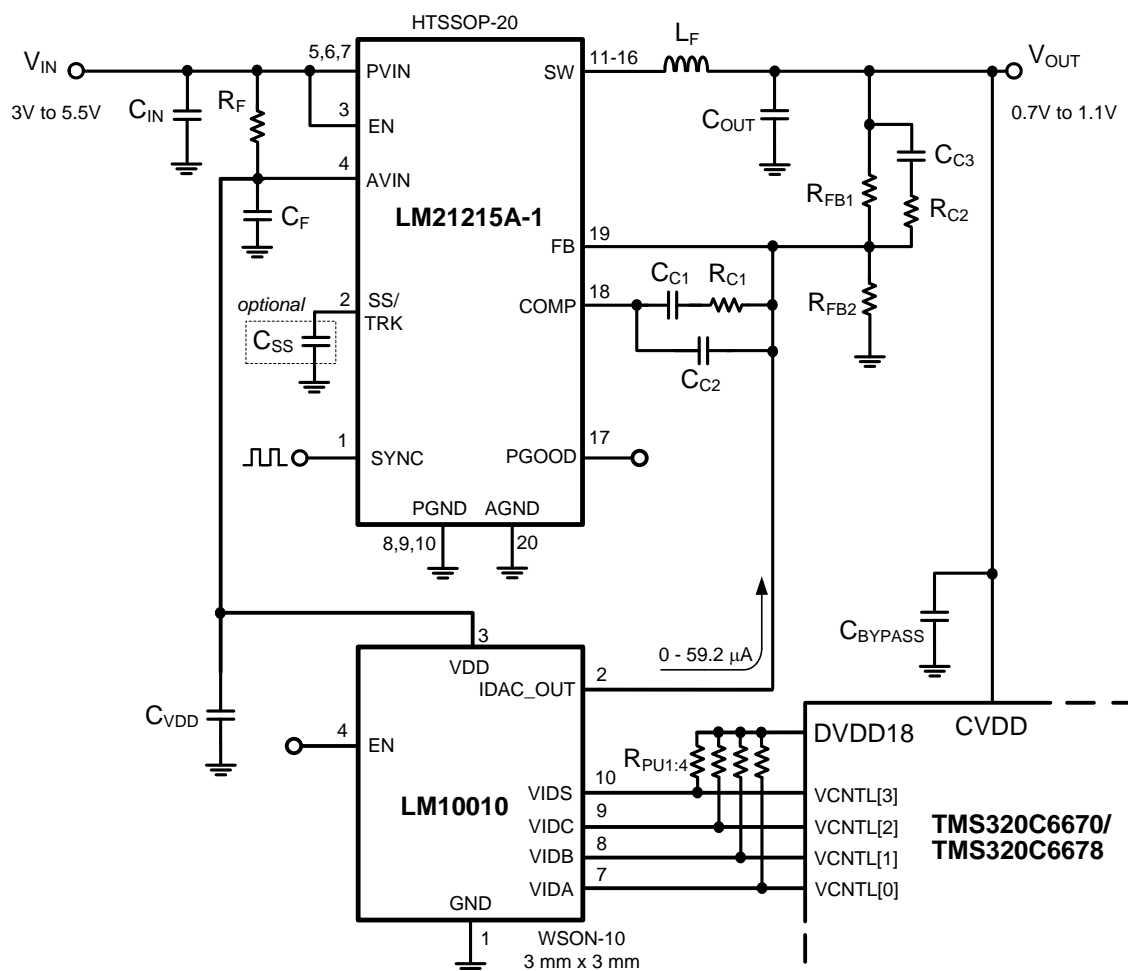 HTSSOP-20
VIN
3V to 5.5V
CIN
RF
5,6,7
PVIN
3
EN
4
AVIN
CF
LM21215A-1
optional
CSS
2
SS/
TRK
1
SYNC
PGND
AGND
8,9,10
20
SW
11-16
LF
VOUT
0.7V to 1.1V
COUT
CC3
RFB1
RC2
FB
19
CC1
RC1
COMP
18
RFB2
CC2
17
PGOOD
0 - 59.2 μA
CBYPASS
3
VDD
IDAC_OUT
2
CVDD
4
EN
LM10010
VIDS
10
VIDC
9
VIDB
8
VIDA
7
GND
1
WSON-10
3 mm x 3 mm
RPU1:4
DVDD18
CVDD
VCNTL[3]
VCNTL[2]
VCNTL[1]
VCNTL[0]
TMS320C6670/
TMS320C6678